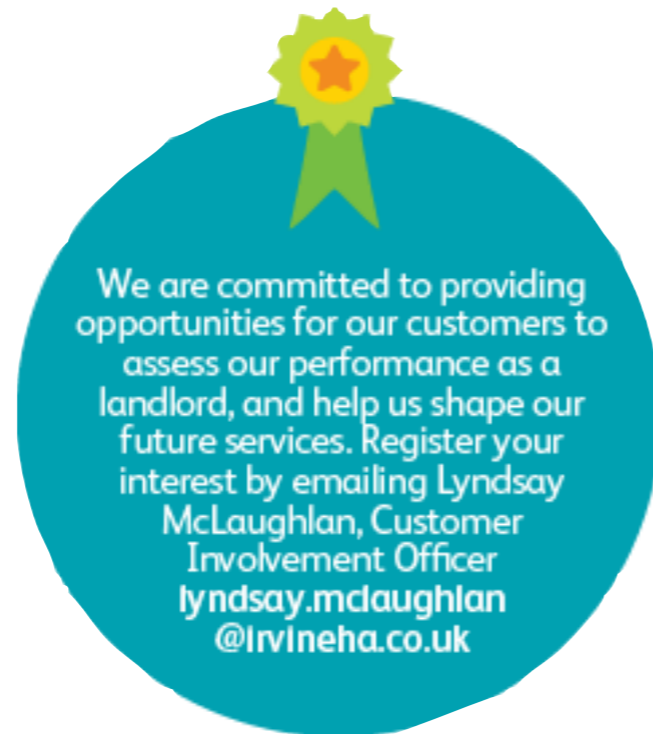 We are committed to providing
opportunities for our customers to
assess our performance as a
landlord, and help us shape our
future services. Register your
interest by emailing Lyndsay
McLaughlan, Customer
Involvement Officer
lyndsay.mclaughlan
@irvineha.co.uk